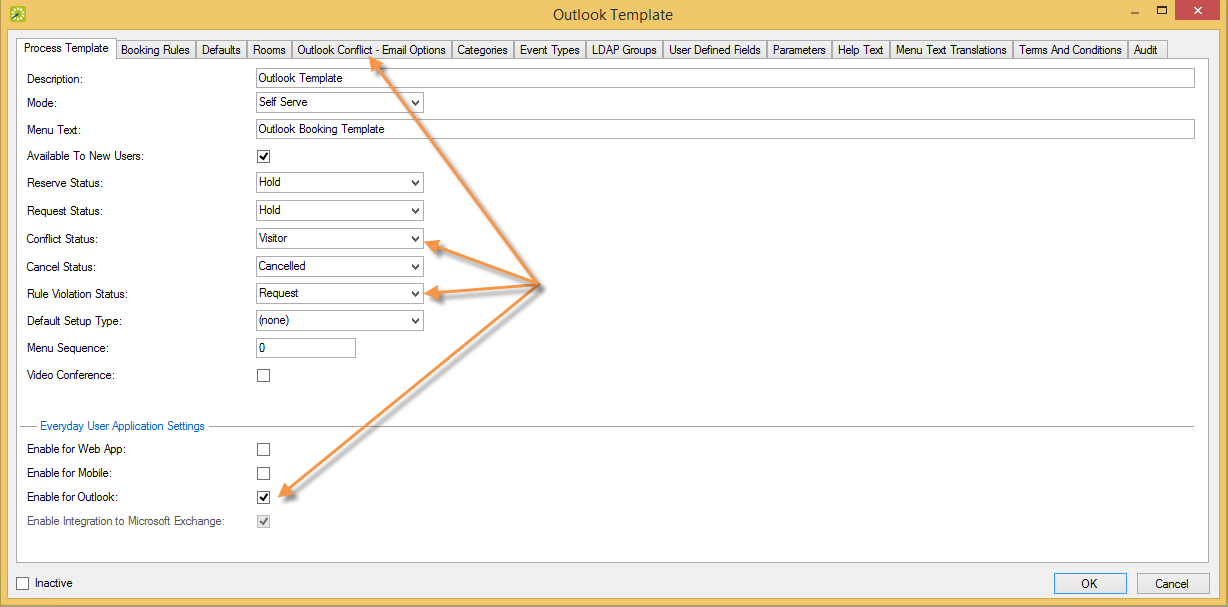 Outlook Template
Process Template Booking Rules Defaults Rooms Outlook Conflict - Email Options Categories Event Types LDAP Groups User Defined Fields Parameters Help Text Menu Text Translations Terms And Conditions Audit
Description: Outlook Template
Mode: Self Serve
Menu Text: Outlook Booking Template
Available To New Users:
Reserve Status: Hold
Request Status: Hold
Conflict Status: Visitor
Cancel Status: Cancelled
Rule Violation Status: Request
Default Setup Type: (none)
Menu Sequence: 0
Video Conference:
Everyday User Application Settings
Enable for Web App:
Enable for Mobile:
Enable for Outlook:
Enable Integration to Microsoft Exchange:
Inactive OK Cancel